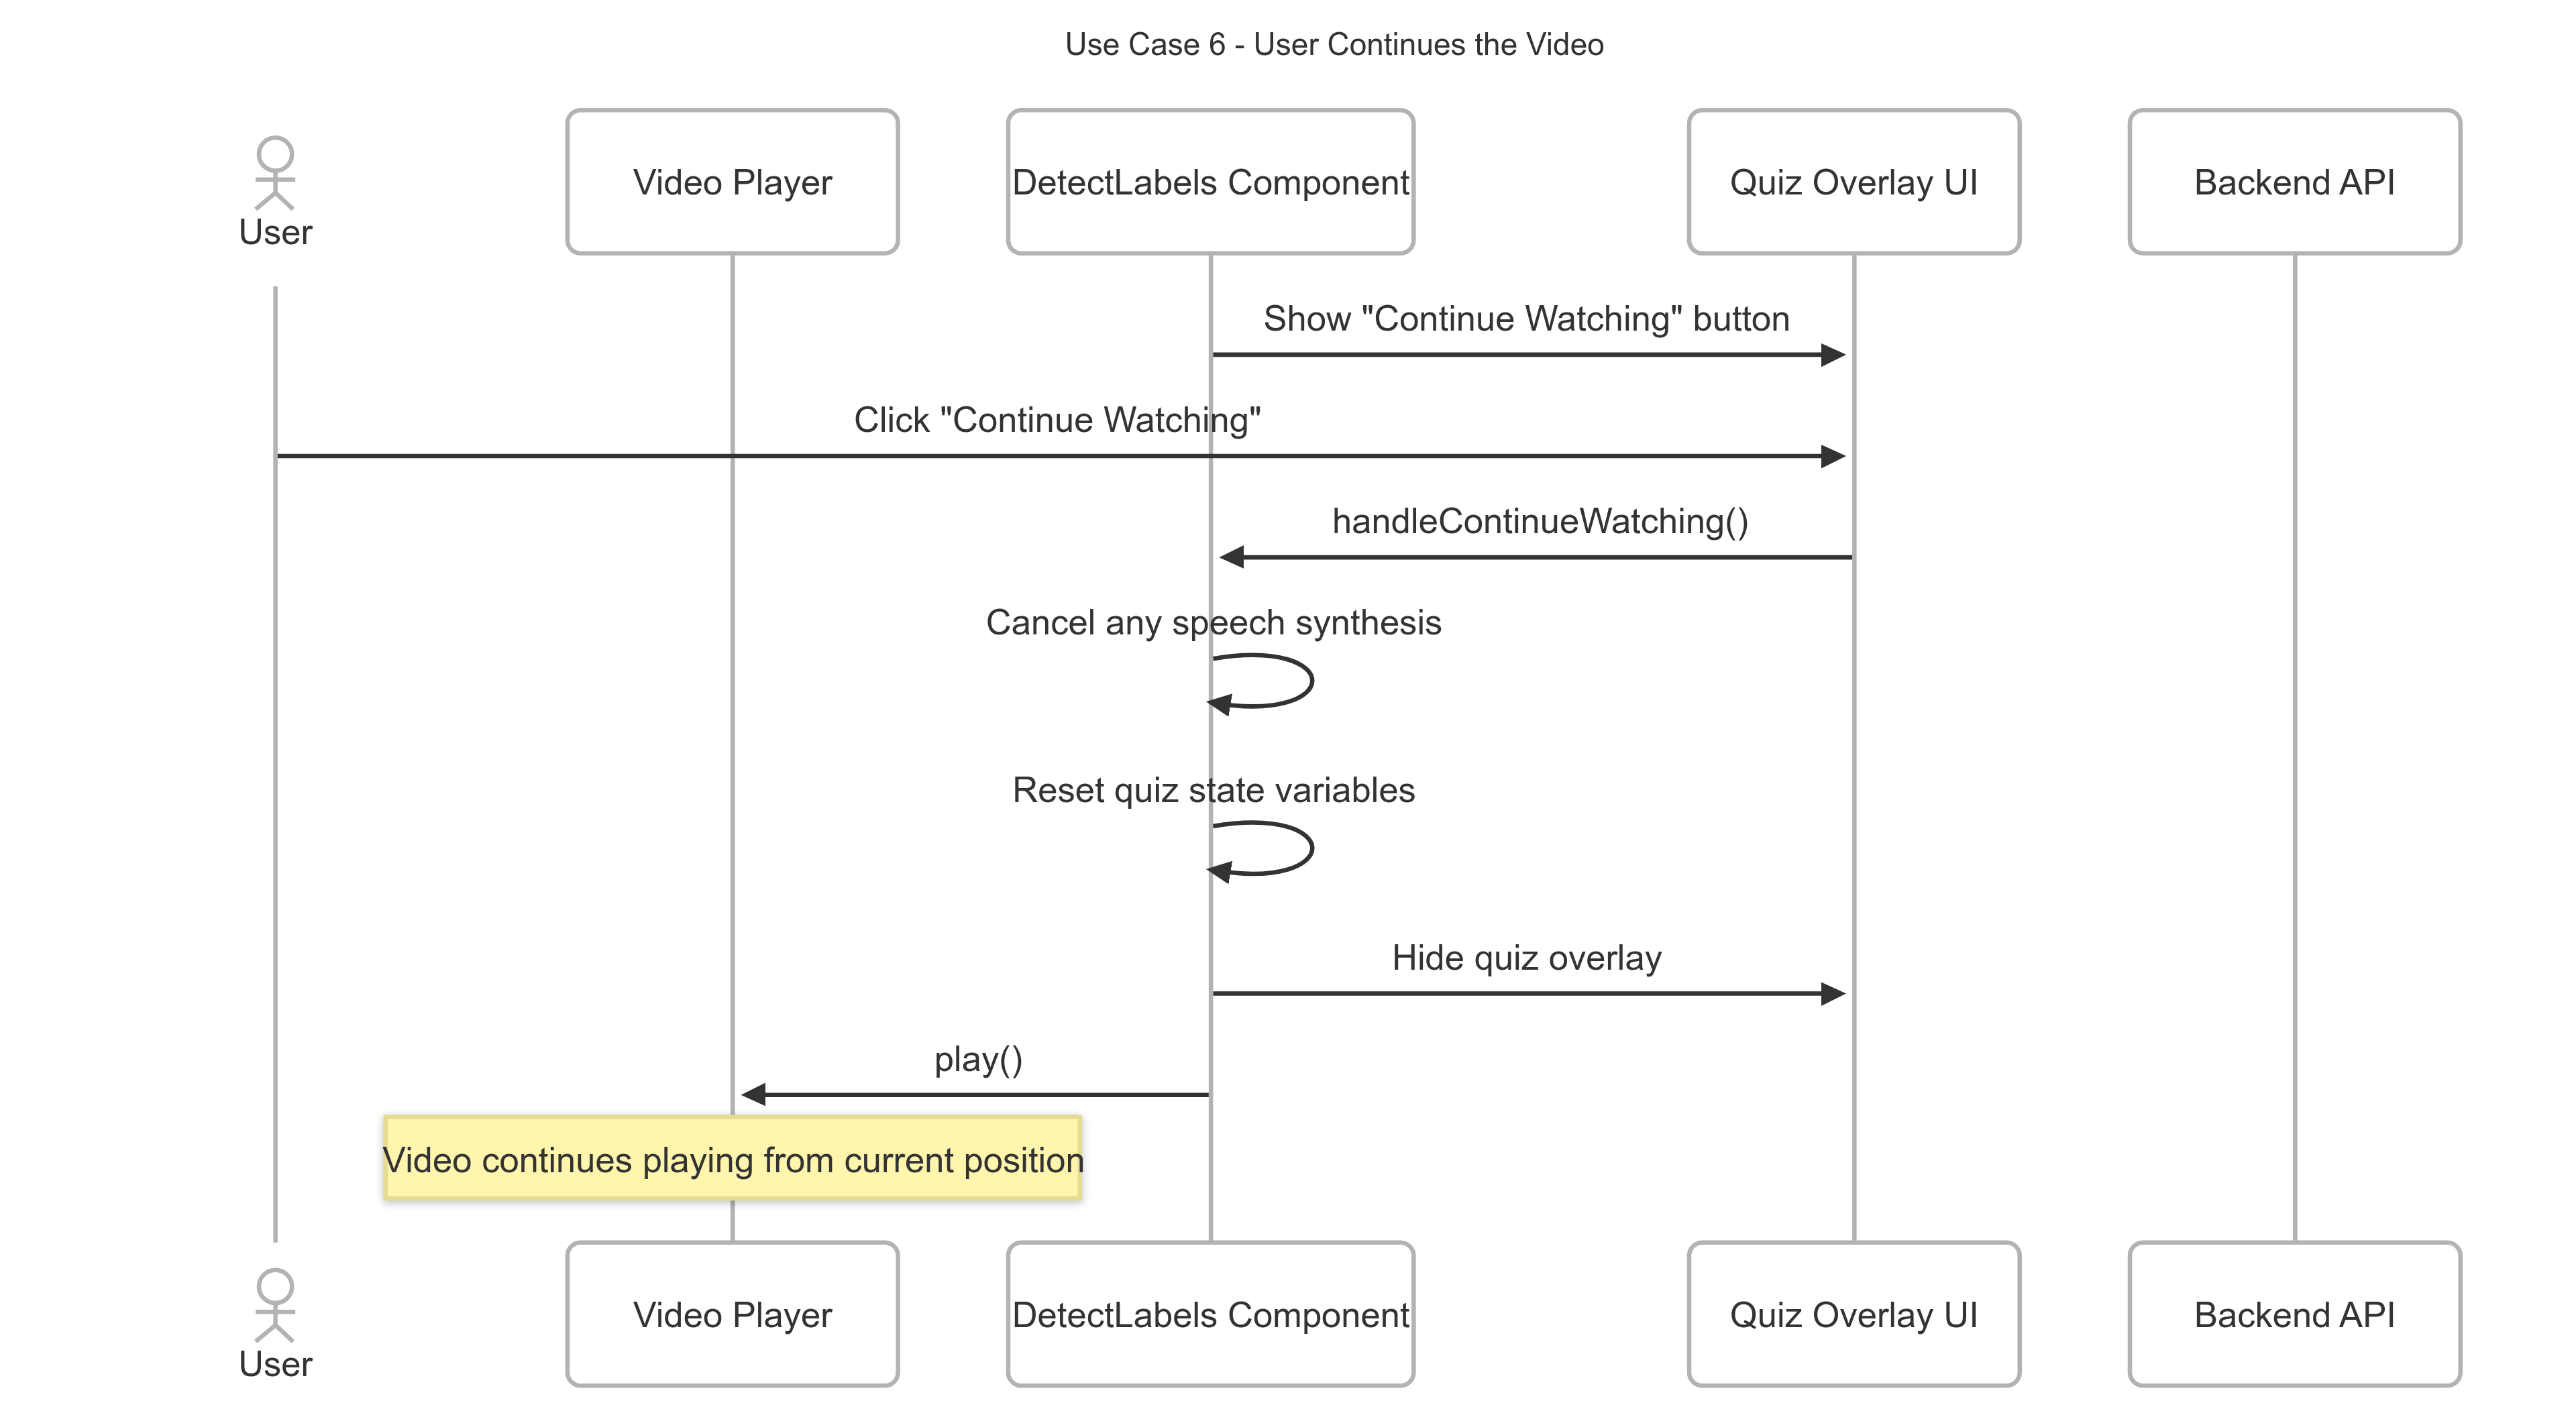 Use Case 6 - User Continues the Video
User
Video Player
DetectLabels Component
Quiz Overlay UI
Backend API
Show "Continue Watching" button
Click "Continue Watching"
handleContinueWatching()
Cancel any speech synthesis
Reset quiz state variables
Hide quiz overlay
play()
Video continues playing from current position
User
Video Player
DetectLabels Component
Quiz Overlay UI
Backend API